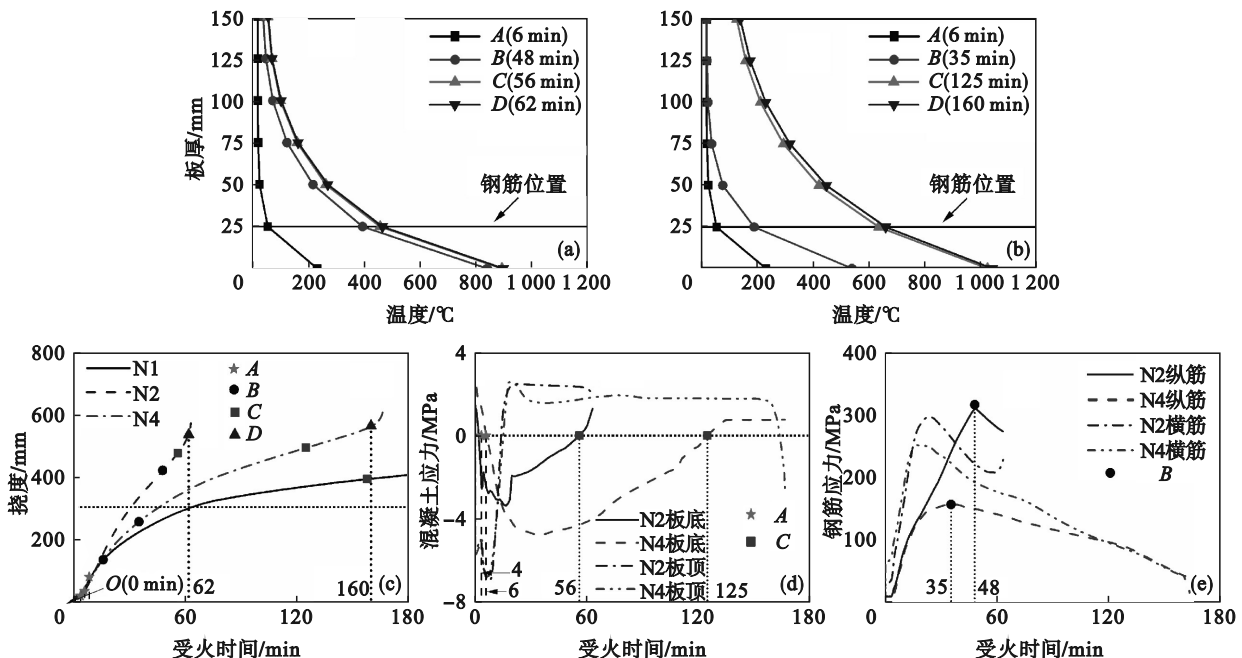 150
125
100
75
50
25
板厚/mm
A(6 min)
B(48 min)
C(56 min)
D(62 min)
钢筋位置
(a)
0 200 400 600 800 1 000 1 200
温度/℃
150
125
100
75
50
25
A(6 min)
B(35 min)
C(125 min)
D(160 min)
钢筋位置
(b)
0 200 400 600 800 1 000 1 200
温度/℃
800
600
400
200
挠度/mm
N1
N2
N4
A
B
C
D
O(0 min)
62
160
(c)
0 60 120 180
受火时间/min
4
0
−4
−8
混凝土应力/MPa
N2板底
N4板底
N2板顶
N4板顶
A
C
4
6
56
125
(d)
0 60 120 180
受火时间/min
400
300
200
100
钢筋应力/MPa
N2纵筋
N4纵筋
N2横筋
N4横筋
B
35
48
(e)
0 60 120 180
受火时间/min